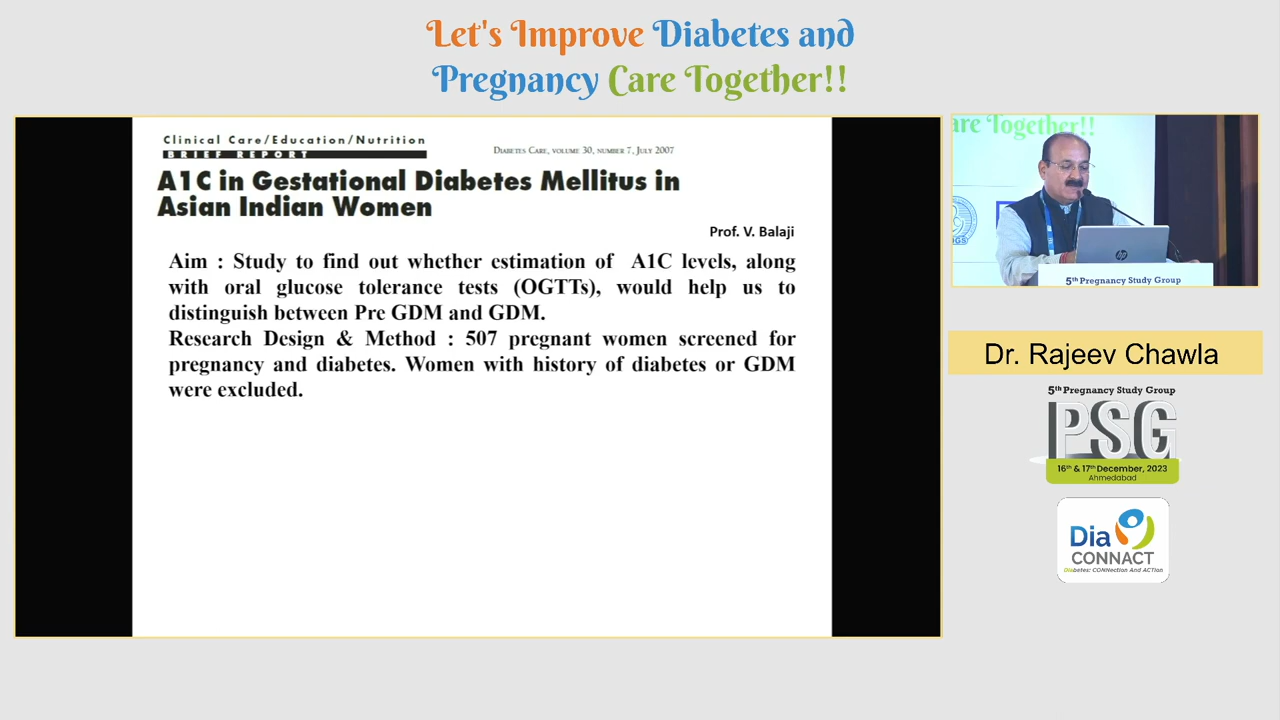 Let's Improve Diabetes and
Pregnancy Care Together!!
Clinical Care/Education/Nutrition
BRIEF REPORT
DIABETES CARE, VOLUME 30, NUMBER 7, JULY 2007
A1C in Gestational Diabetes Mellitus in
Asian Indian Women
Prof. V. Balaji
Aim : Study to find out whether estimation of A1C levels, along
with oral glucose tolerance tests (OGTTs), would help us to
distinguish between Pre GDM and GDM.
Research Design & Method : 507 pregnant women screened for
pregnancy and diabetes. Women with history of diabetes or GDM
were excluded.
are Together!!
hp
5th Pregnancy Study Group
Dr. Rajeev Chawla
5th Pregnancy Study Group
PSG
16th & 17th December, 2023
Ahmedabad
Dia
CONNACT
Diabetes: CONNection And ACTion